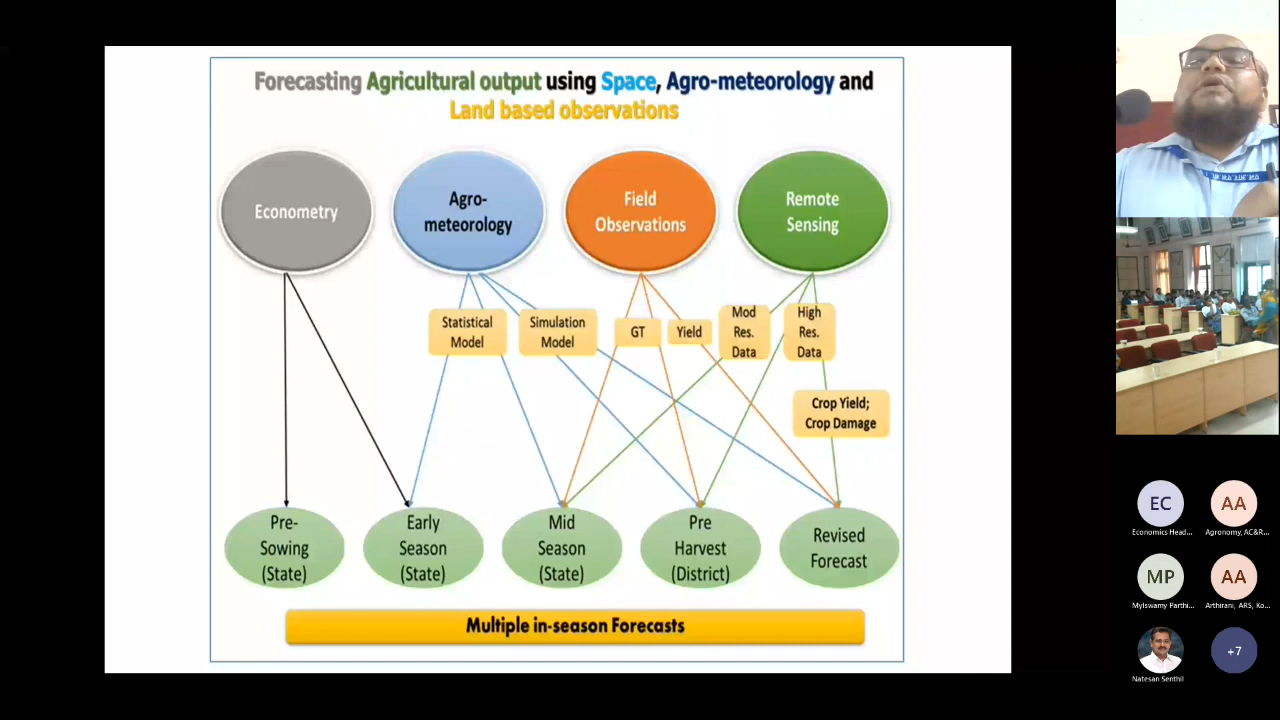 Forecasting Agricultural output using Space, Agro-meteorology and
Land based observations
Econometry
Agro-
meteorology
Field
Observations
Remote
Sensing
Statistical
Model
Simulation
Model
GT
Yield
Mod
Res.
Data
High
Res.
Data
Crop Yield;
Crop Damage
Pre-
Sowing
(State)
Early
Season
(State)
Mid
Season
(State)
Pre
Harvest
(District)
Revised
Forecast
Multiple in-season Forecasts
EC
Economics Head...
AA
Agronomy, AC&R...
MP
Mylswamy Parthi...
AA
Arthirani, ARS, Ko...
Natesan Senthil
+7